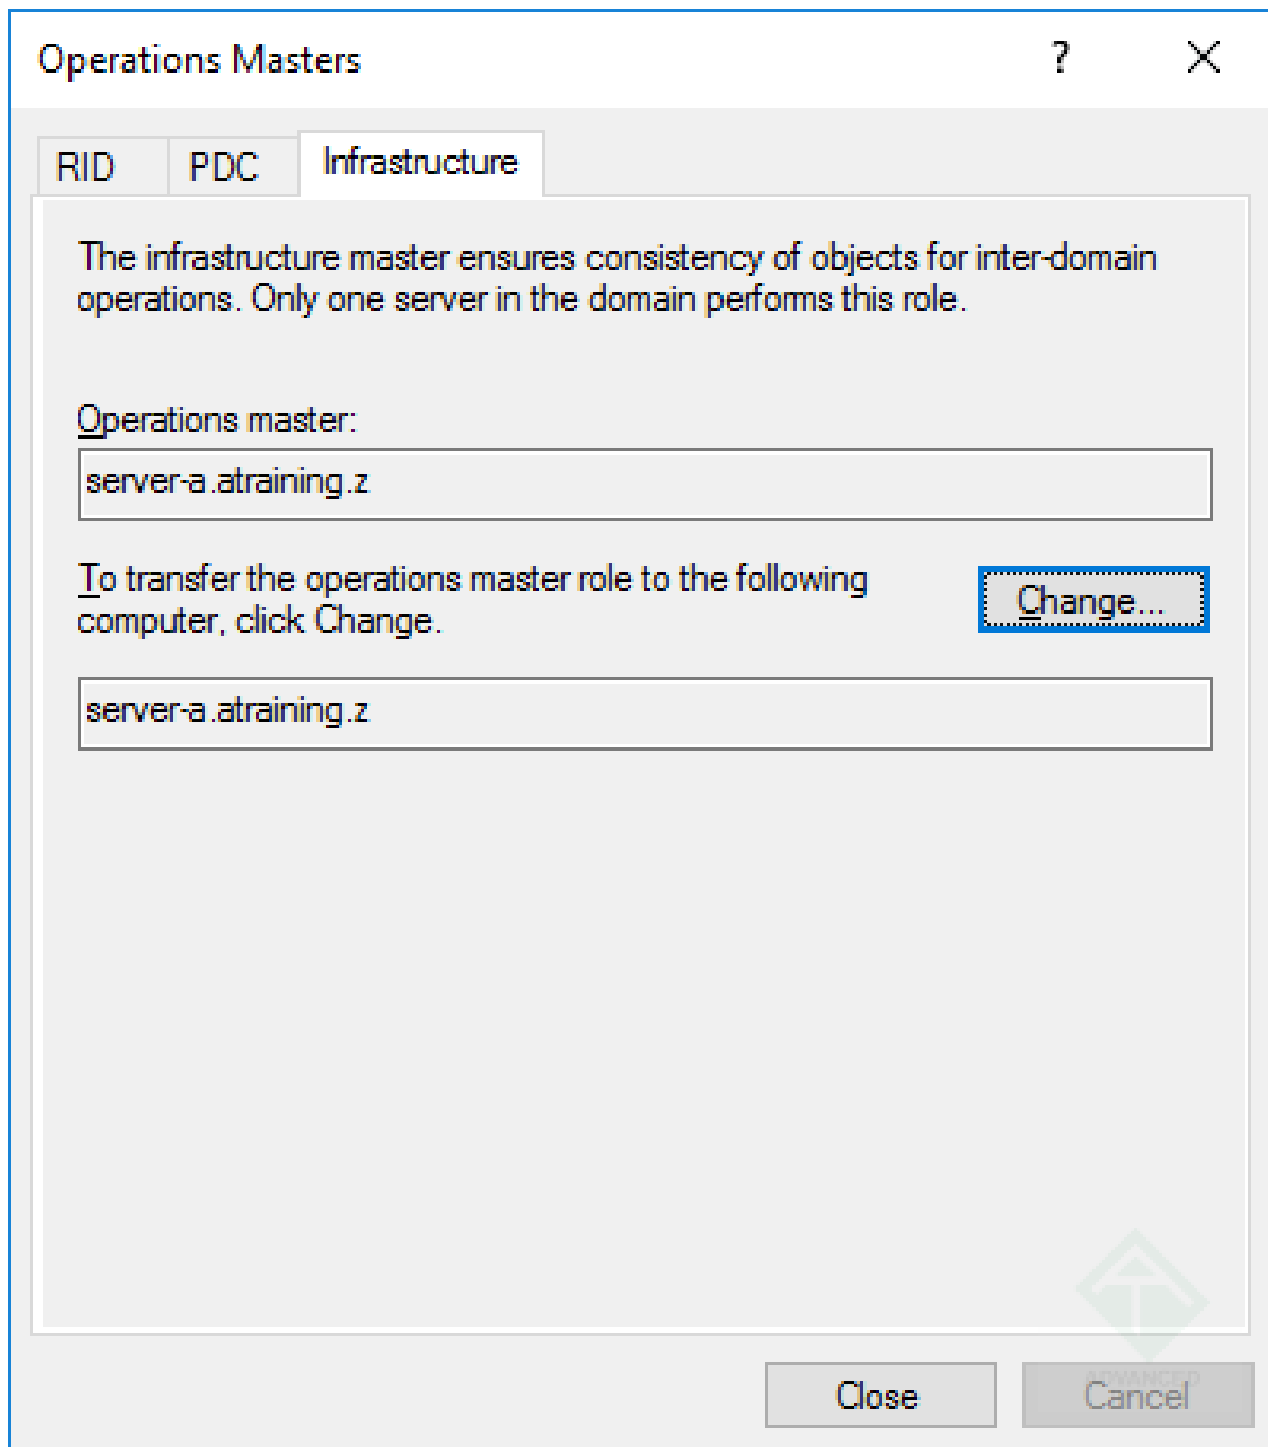 Operations Masters
?
RID
PDC
Infrastructure
The infrastructure master ensures consistency of objects for inter-domain
operations. Only one server in the domain performs this role.
Operations master:
server-a.atraining.z
To transfer the operations master role to the following
computer, click Change.
Change...
server-a.atraining.z
ADVANCED
Close
Cancel